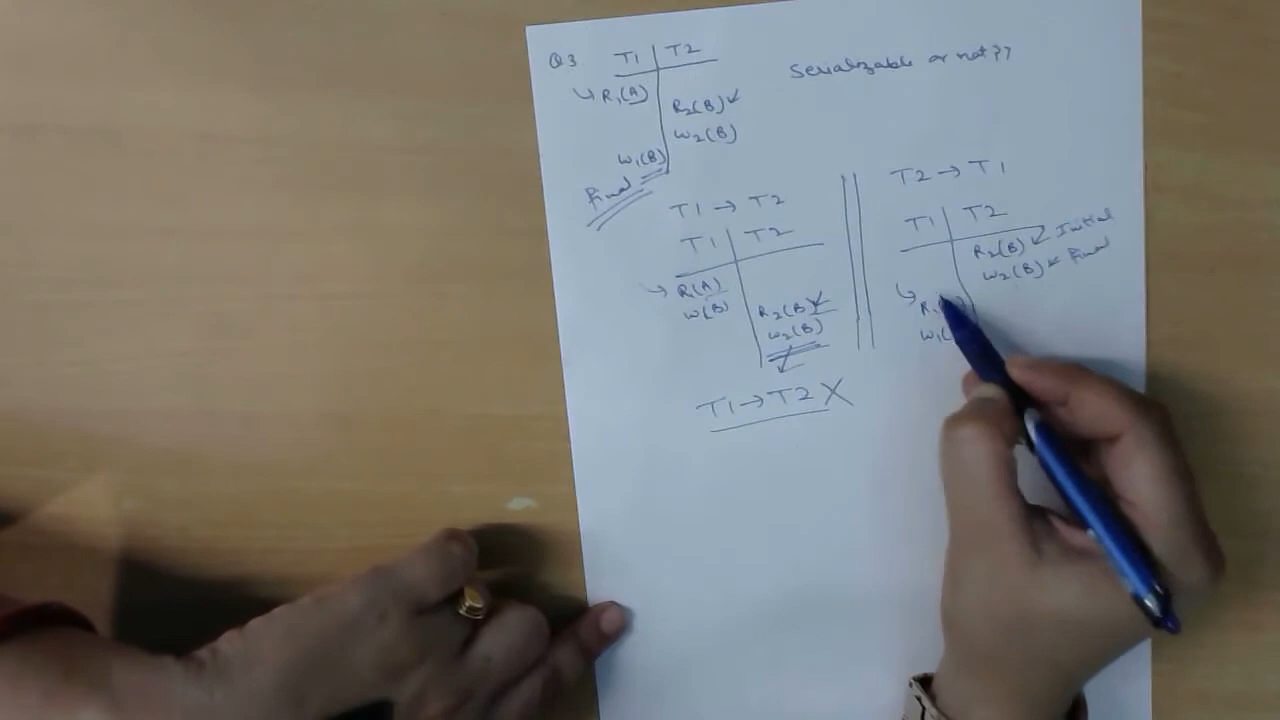 Q3 T1 T2
Serializable or not??
R₁(A)
R₂(B)
W₂(B)
W₁(B)
Final
T1 → T2
T1 T2
R(A)
W(B)
R₂(B)
W₂(B)
T1 → T2 X
T2 → T1
T1 T2
R₂(B) Initial
W₂(B) Final